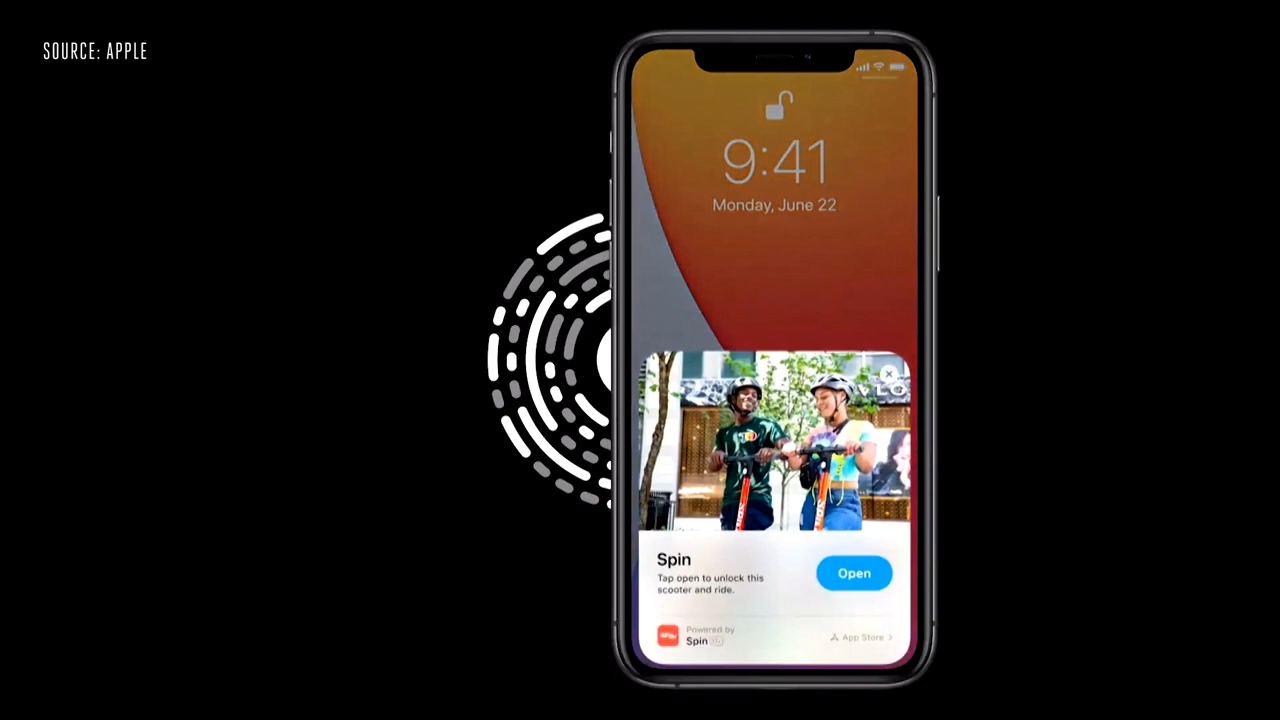 SOURCE: APPLE
9:41
Monday, June 22
Spin
Tap open to unlock this
scooter and ride.
Open
Powered by
Spin
App Store >